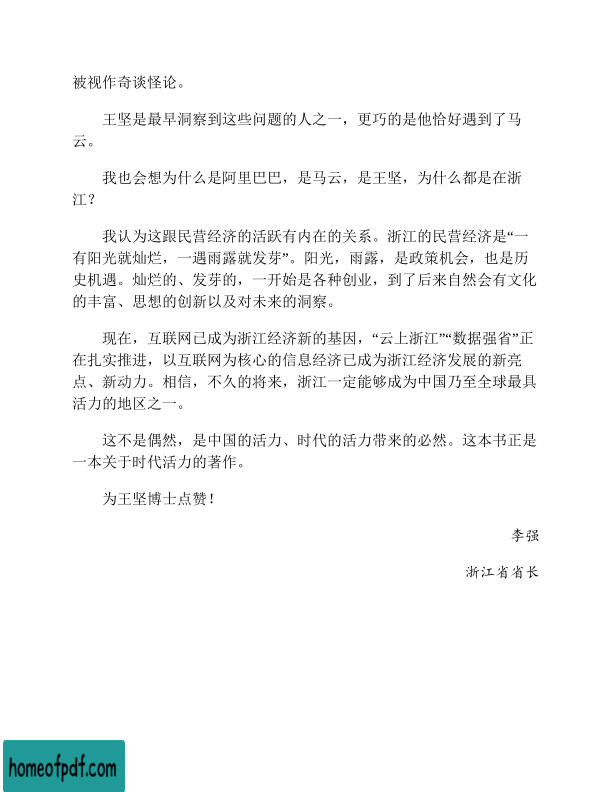 被视作奇谈怪论。
王坚是最早洞察到这些问题的人之一，更巧的是他恰好遇到了马
云。
我也会想为什么是阿里巴巴，是马云，是王坚，为什么都是在浙
江？
我认为这跟民营经济的活跃有内在的关系。浙江的民营经济是“一
有阳光就灿烂，一遇雨露就发芽”。阳光，雨露，是政策机会，也是历
史机遇。灿烂的、发芽的，一开始是各种创业，到了后来自然会有文化
的丰富、思想的创新以及对未来的洞察。
现在，互联网已成为浙江经济新的基因，“云上浙江”“数据强省”正
在扎实推进，以互联网为核心的信息经济已成为浙江经济发展的新亮
点、新动力。相信，不久的将来，浙江一定能够成为中国乃至全球最具
活力的地区之一。
这不是偶然，是中国的活力、时代的活力带来的必然。这本书正是
一本关于时代活力的著作。
为王坚博士点赞！
李强
浙江省省长
homeofpdf.com